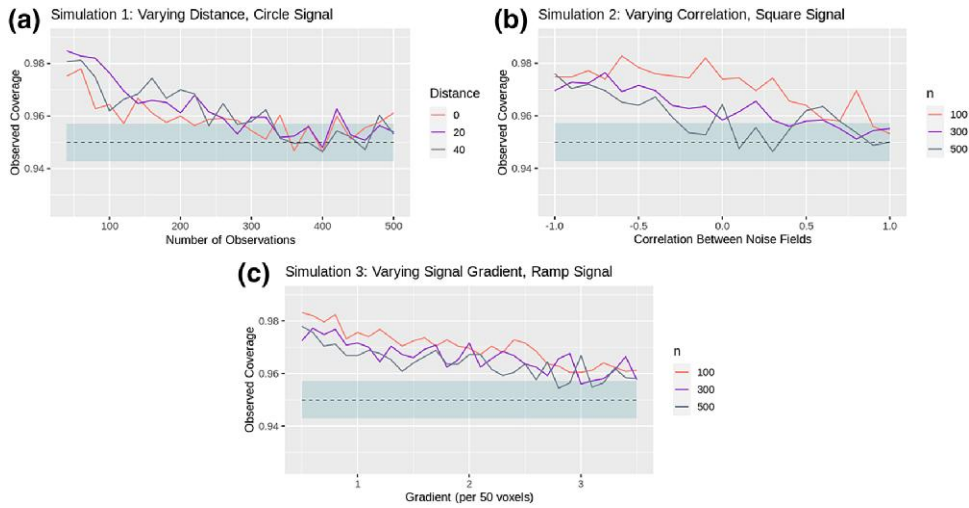 (a) Simulation 1: Varying Distance, Circle Signal
Observed Coverage
0.98
0.96
0.94
100 200 300 400 500
Number of Observations
Distance
0
20
40
(b) Simulation 2: Varying Correlation, Square Signal
Observed Coverage
0.98
0.96
0.94
-1.0 -0.5 0.0 0.5 1.0
Correlation Between Noise Fields
n
100
300
500
(c) Simulation 3: Varying Signal Gradient, Ramp Signal
Observed Coverage
0.98
0.96
0.94
1 2 3
Gradient (per 50 voxels)
n
100
300
500